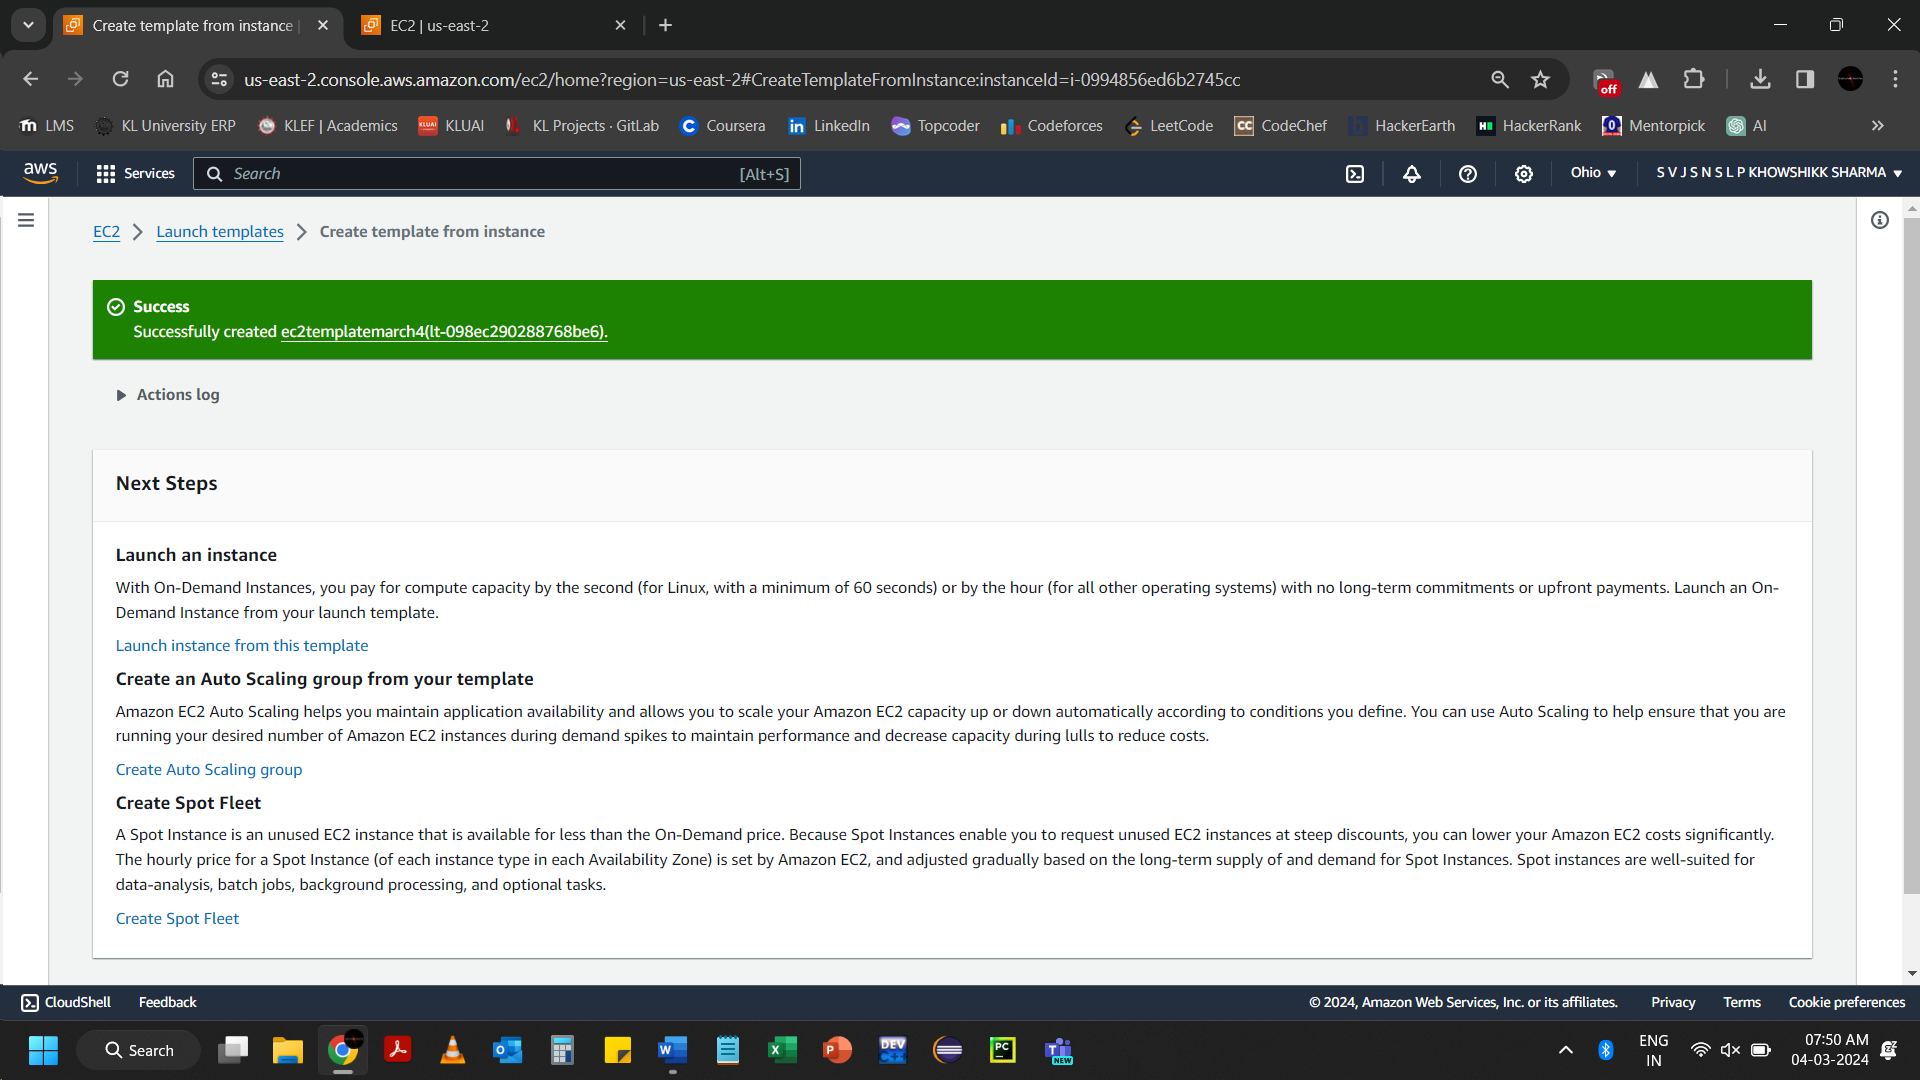 Create template from instance |
EC2 | us-east-2
us-east-2.console.aws.amazon.com/ec2/home?region=us-east-2#CreateTemplateFromInstance:instanceId=i-0994856ed6b2745cc
off
LMS
KL University ERP
KLEF | Academics
KLUAI
KL Projects · GitLab
Coursera
LinkedIn
Topcoder
Codeforces
LeetCode
CodeChef
HackerEarth
HackerRank
Mentorpick
AI
aws
Services
Search
[Alt+S]
Ohio
S V J S N S L P KHOWSHIKK SHARMA
EC2
Launch templates
Create template from instance
Success
Successfully created ec2templatemarch4(lt-098ec290288768be6).
Actions log
Next Steps
Launch an instance
With On-Demand Instances, you pay for compute capacity by the second (for Linux, with a minimum of 60 seconds) or by the hour (for all other operating systems) with no long-term commitments or upfront payments. Launch an On-
Demand Instance from your launch template.
Launch instance from this template
Create an Auto Scaling group from your template
Amazon EC2 Auto Scaling helps you maintain application availability and allows you to scale your Amazon EC2 capacity up or down automatically according to conditions you define. You can use Auto Scaling to help ensure that you are
running your desired number of Amazon EC2 instances during demand spikes to maintain performance and decrease capacity during lulls to reduce costs.
Create Auto Scaling group
Create Spot Fleet
A Spot Instance is an unused EC2 instance that is available for less than the On-Demand price. Because Spot Instances enable you to request unused EC2 instances at steep discounts, you can lower your Amazon EC2 costs significantly.
The hourly price for a Spot Instance (of each instance type in each Availability Zone) is set by Amazon EC2, and adjusted gradually based on the long-term supply of and demand for Spot Instances. Spot instances are well-suited for
data-analysis, batch jobs, background processing, and optional tasks.
Create Spot Fleet
CloudShell
Feedback
© 2024, Amazon Web Services, Inc. or its affiliates.
Privacy
Terms
Cookie preferences
Search
ENG
IN
07:50 AM
04-03-2024